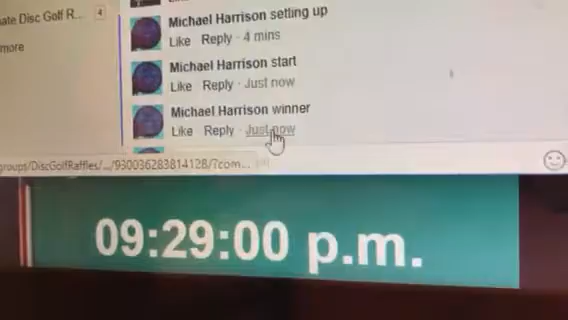 ate Disc Golf R... 4
more
Michael Harrison setting up
Like Reply · 4 mins
Michael Harrison start
Like Reply · Just now
Michael Harrison winner
Like Reply · Just now
groups/DiscGolfRaffles/.../930036283814128/?com...
09:29:00 p.m.